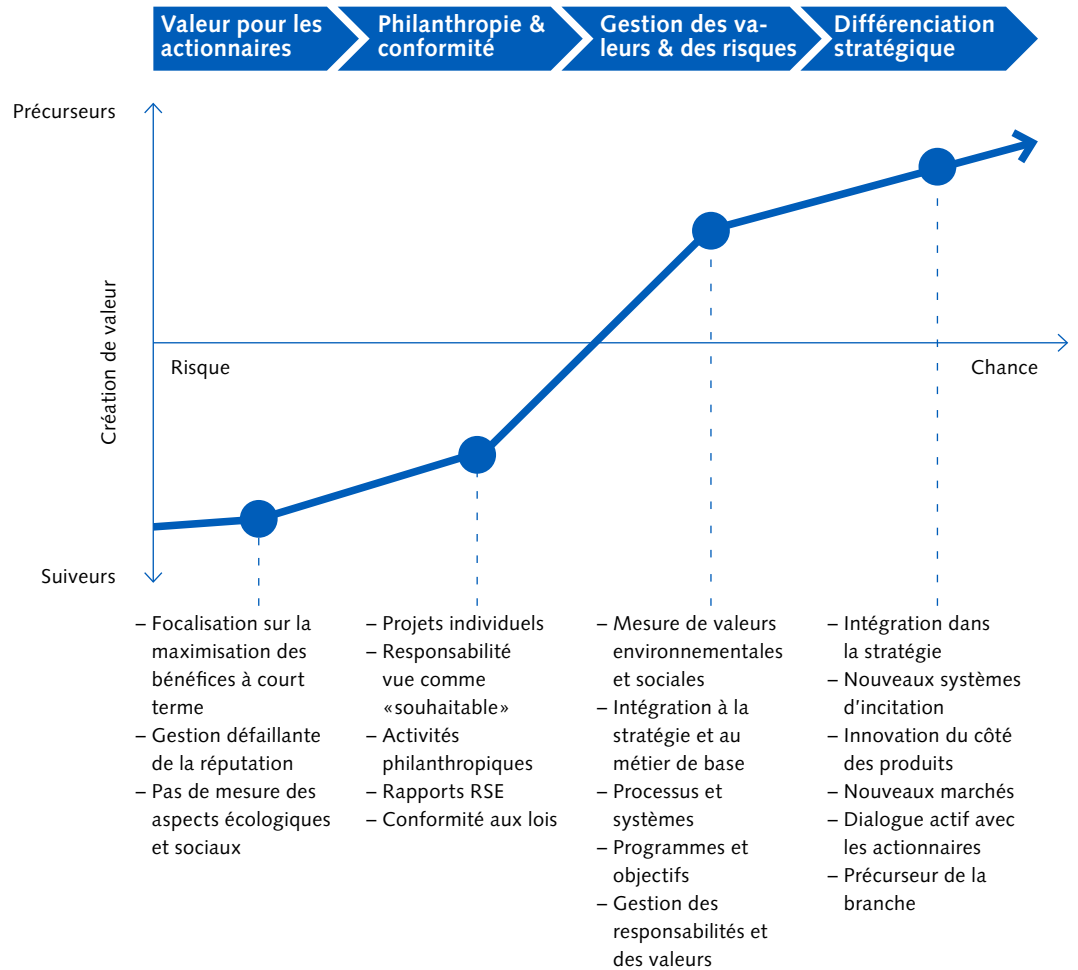 Valeur pour les
actionnaires
Philanthropie &
conformité
Gestion des va-
leurs & des risques
Différenciation
stratégique
Précurseurs
Création de valeur
Risque
Chance
Suiveurs
– Focalisation sur la
maximisation des
bénéfices à court
terme
– Gestion défaillante
de la réputation
– Pas de mesure des
aspects écologiques
et sociaux
– Projets individuels
– Responsabilité
vue comme
«souhaitable»
– Activités
philanthropiques
– Rapports RSE
– Conformité aux lois
– Mesure de valeurs
environnementales
et sociales
– Intégration à la
stratégie et au
métier de base
– Processus et
systèmes
– Programmes et
objectifs
– Gestion des
responsabilités et
des valeurs
– Intégration dans
la stratégie
– Nouveaux systèmes
d’incitation
– Innovation du côté
des produits
– Nouveaux marchés
– Dialogue actif avec
les actionnaires
– Précurseur de la
branche